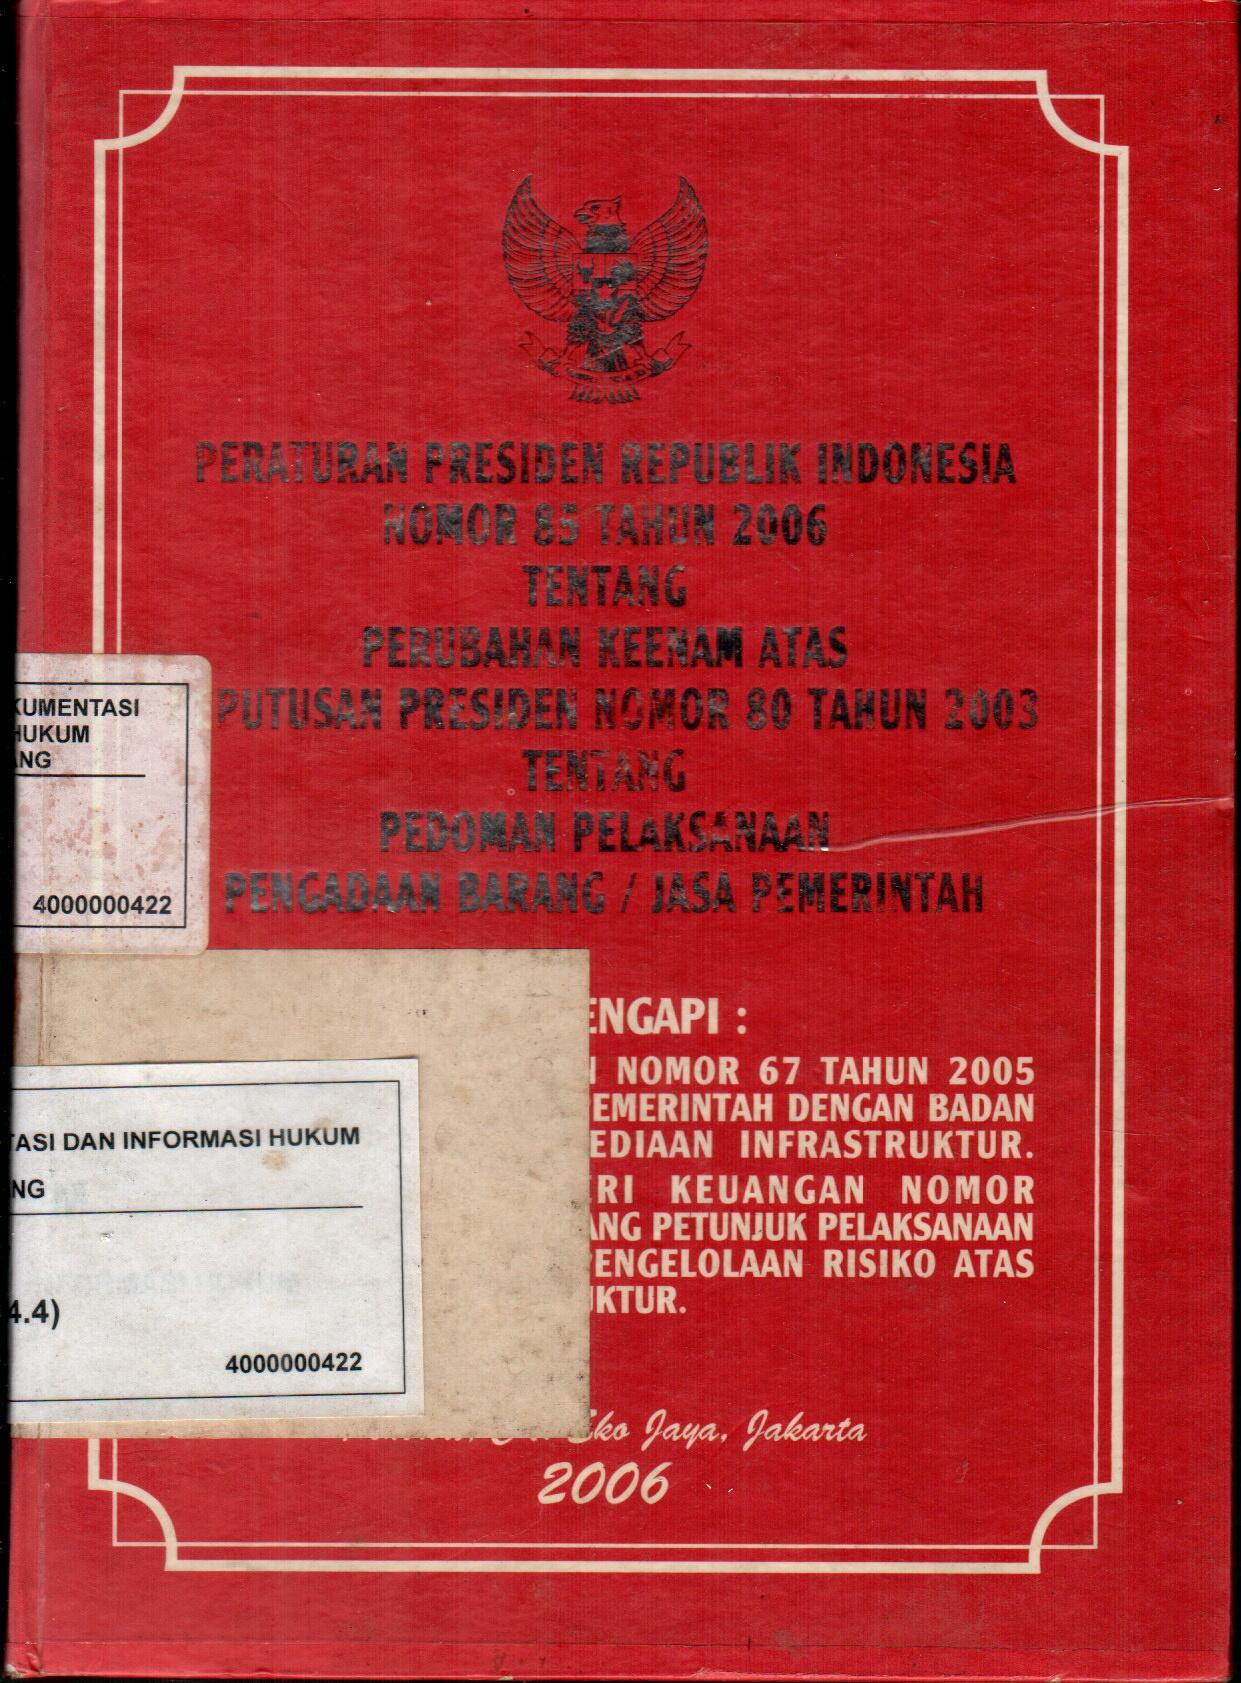 PERATURAN PRESIDEN REPUBLIK INDONESIA
NOMOR 85 TAHUN 2006
TENTANG
PERUBAHAN KEENAM ATAS
PUTUSAN PRESIDEN NOMOR 80 TAHUN 2003
TENTANG
PEDOMAN PELAKSANAAN
PENGADAAN BARANG / JASA PEMERINTAH
KUMENTASI
HUKUM
ANG
4000000422
ENGAPI :
NOMOR 67 TAHUN 2005
EMERINTAH DENGAN BADAN
EDIAAN INFRASTRUKTUR.
ERI KEUANGAN NOMOR
ANG PETUNJUK PELAKSANAAN
ENGELOLAAN RISIKO ATAS
UKTUR.
TASI DAN INFORMASI HUKUM
NG
4.4)
4000000422
Eko Jaya, Jakarta
2006